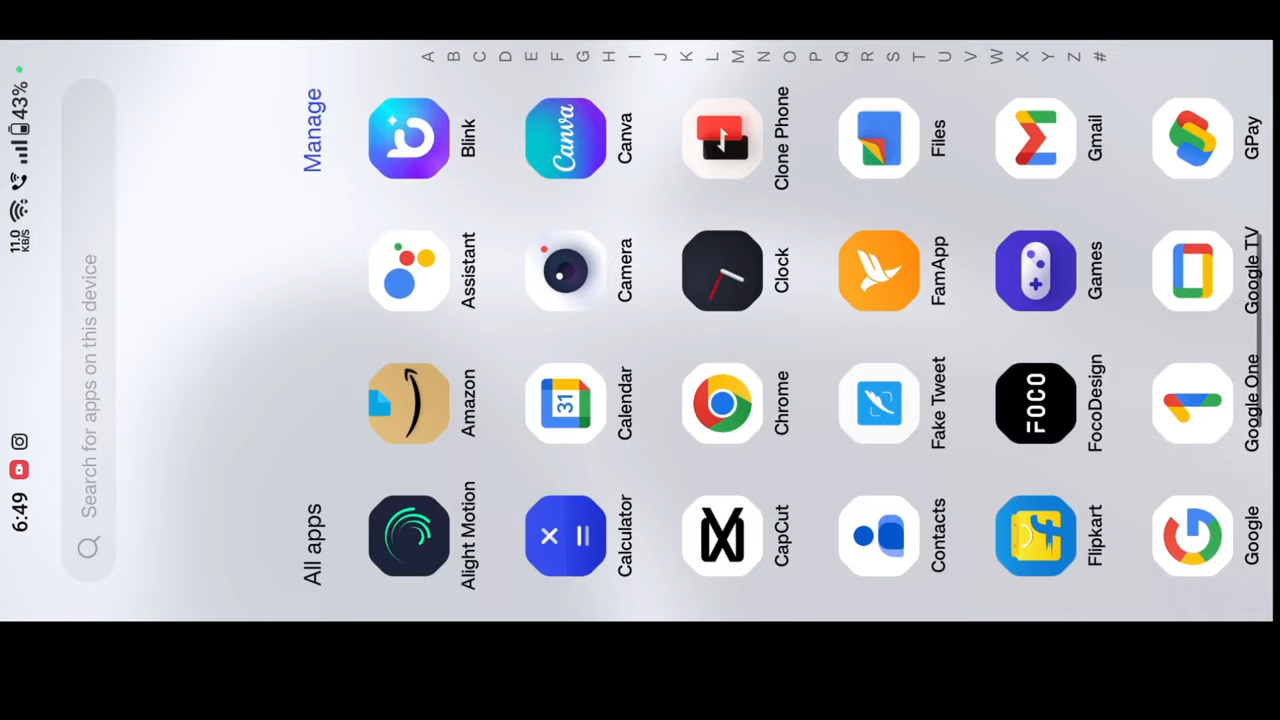 6:49
11.0
KB/S
43%
Search for apps on this device
All apps
Manage
Alight Motion
Amazon
Assistant
Blink
Calculator
31
Calendar
Camera
Canva
Canva
CapCut
Chrome
Clock
Clone Phone
Contacts
Fake Tweet
FamApp
Files
Flipkart
FOCO
FocoDesign
Games
Gmail
Google
Google One
Google TV
GPay
A
B
C
D
E
F
G
H
I
J
K
L
M
N
O
P
Q
R
S
T
U
V
W
X
Y
Z
#